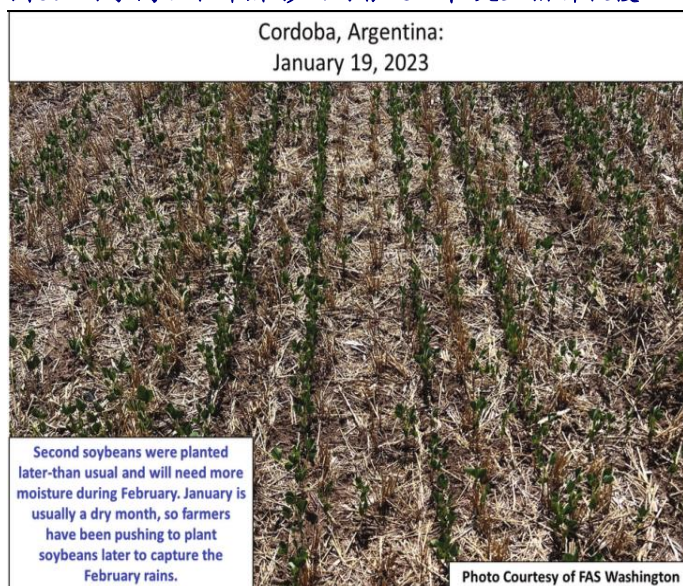 Cordoba, Argentina:
January 19, 2023
Second soybeans were planted
later-than usual and will need more
moisture during February. January is
usually a dry month, so farmers
have been pushing to plant
soybeans later to capture the
February rains.
Photo Courtesy of FAS Washington